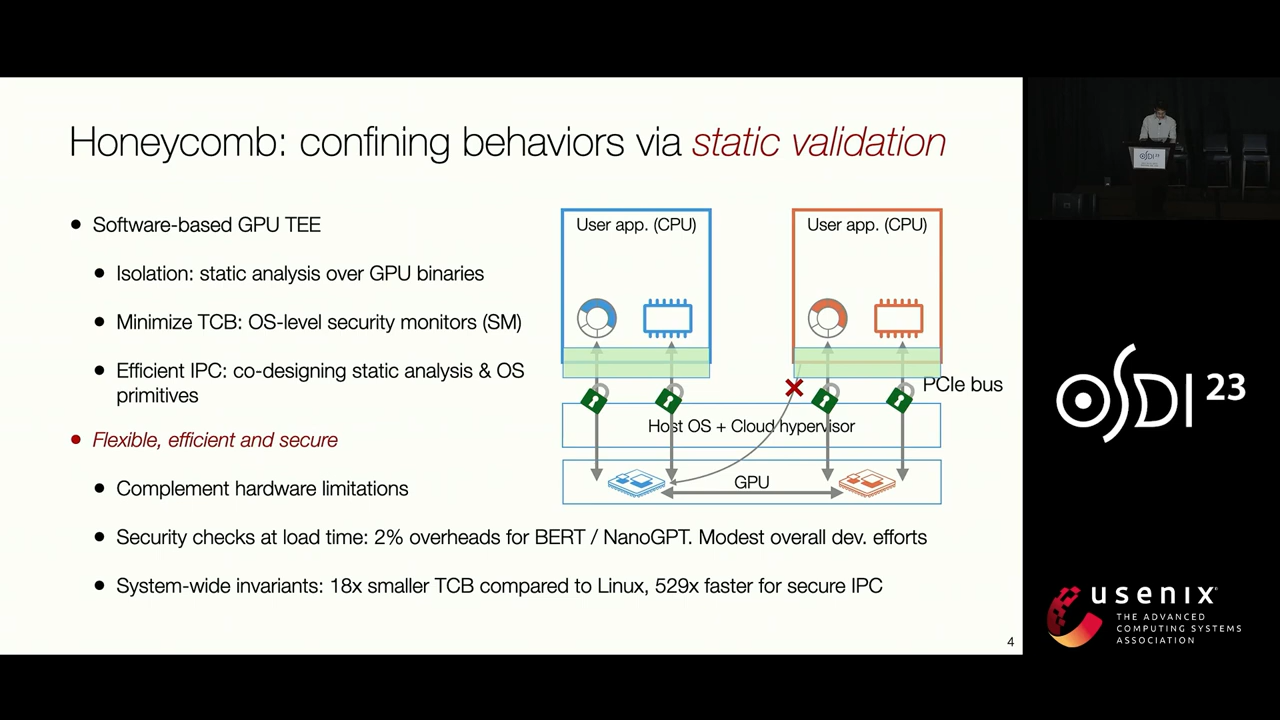 Honeycomb: confining behaviors via static validation
• Software-based GPU TEE
• Isolation: static analysis over GPU binaries
• Minimize TCB: OS-level security monitors (SM)
• Efficient IPC: co-designing static analysis & OS
primitives
• Flexible, efficient and secure
• Complement hardware limitations
• Security checks at load time: 2% overheads for BERT / NanoGPT. Modest overall dev. efforts
• System-wide invariants: 18x smaller TCB compared to Linux, 529x faster for secure IPC
User app. (CPU)
User app. (CPU)
PCIe bus
Host OS + Cloud hypervisor
GPU
4
OSDI 23
OSDI 23
usenix
THE ADVANCED
COMPUTING SYSTEMS
ASSOCIATION